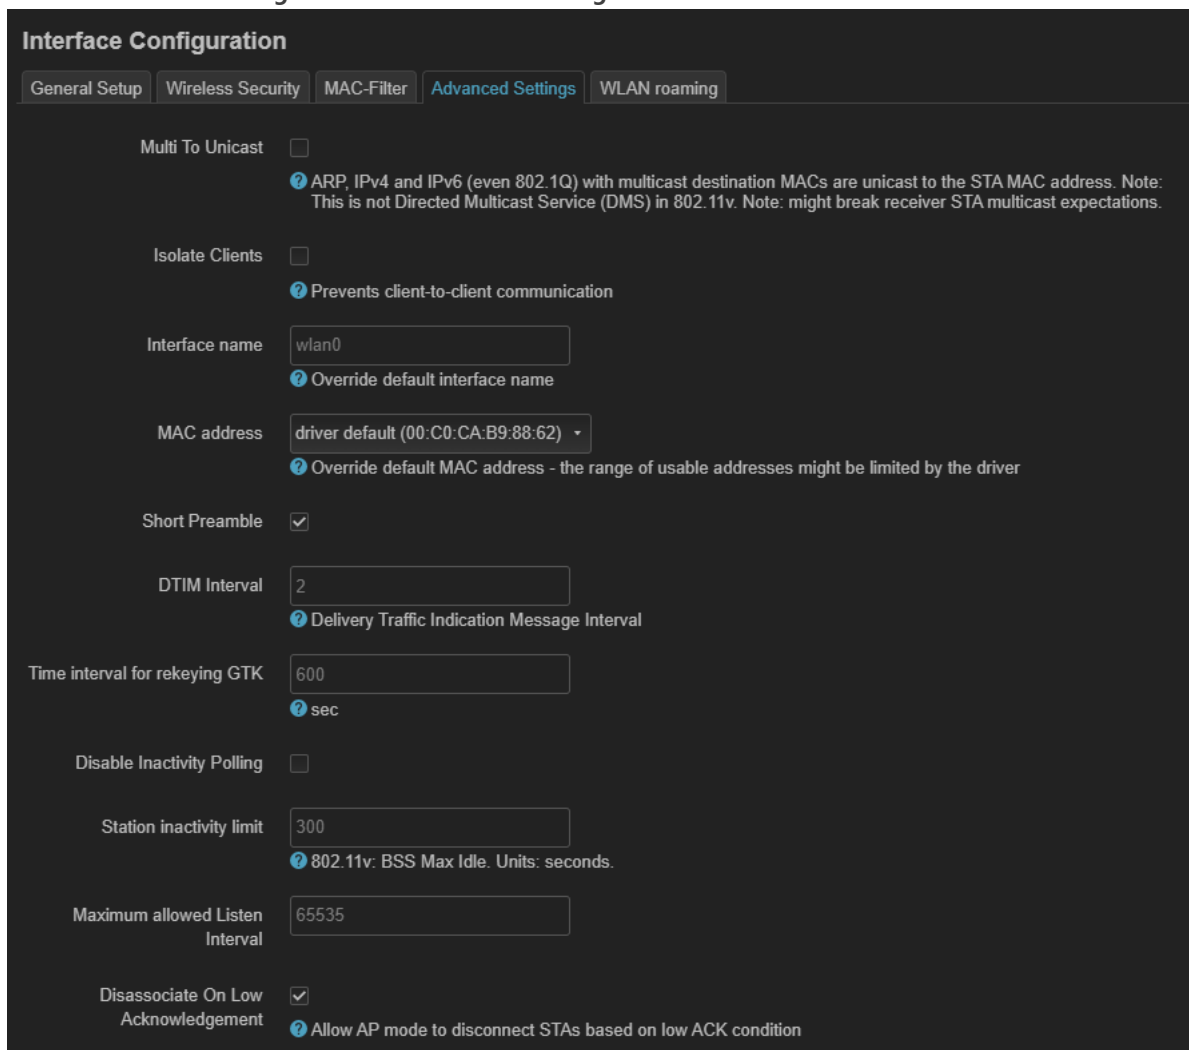 Interface Configuration
General Setup Wireless Security MAC-Filter Advanced Settings WLAN roaming
Multi To Unicast
ARP, IPv4 and IPv6 (even 802.1Q) with multicast destination MACs are unicast to the STA MAC address. Note:
This is not Directed Multicast Service (DMS) in 802.11v. Note: might break receiver STA multicast expectations.
Isolate Clients
Prevents client-to-client communication
Interface name wlan0
Override default interface name
MAC address driver default (00:C0:CA:B9:88:62)
Override default MAC address - the range of usable addresses might be limited by the driver
Short Preamble
DTIM Interval 2
Delivery Traffic Indication Message Interval
Time interval for rekeying GTK 600
sec
Disable Inactivity Polling
Station inactivity limit 300
802.11v: BSS Max Idle. Units: seconds.
Maximum allowed Listen 65535
Interval
Disassociate On Low
Acknowledgement
Allow AP mode to disconnect STAs based on low ACK condition